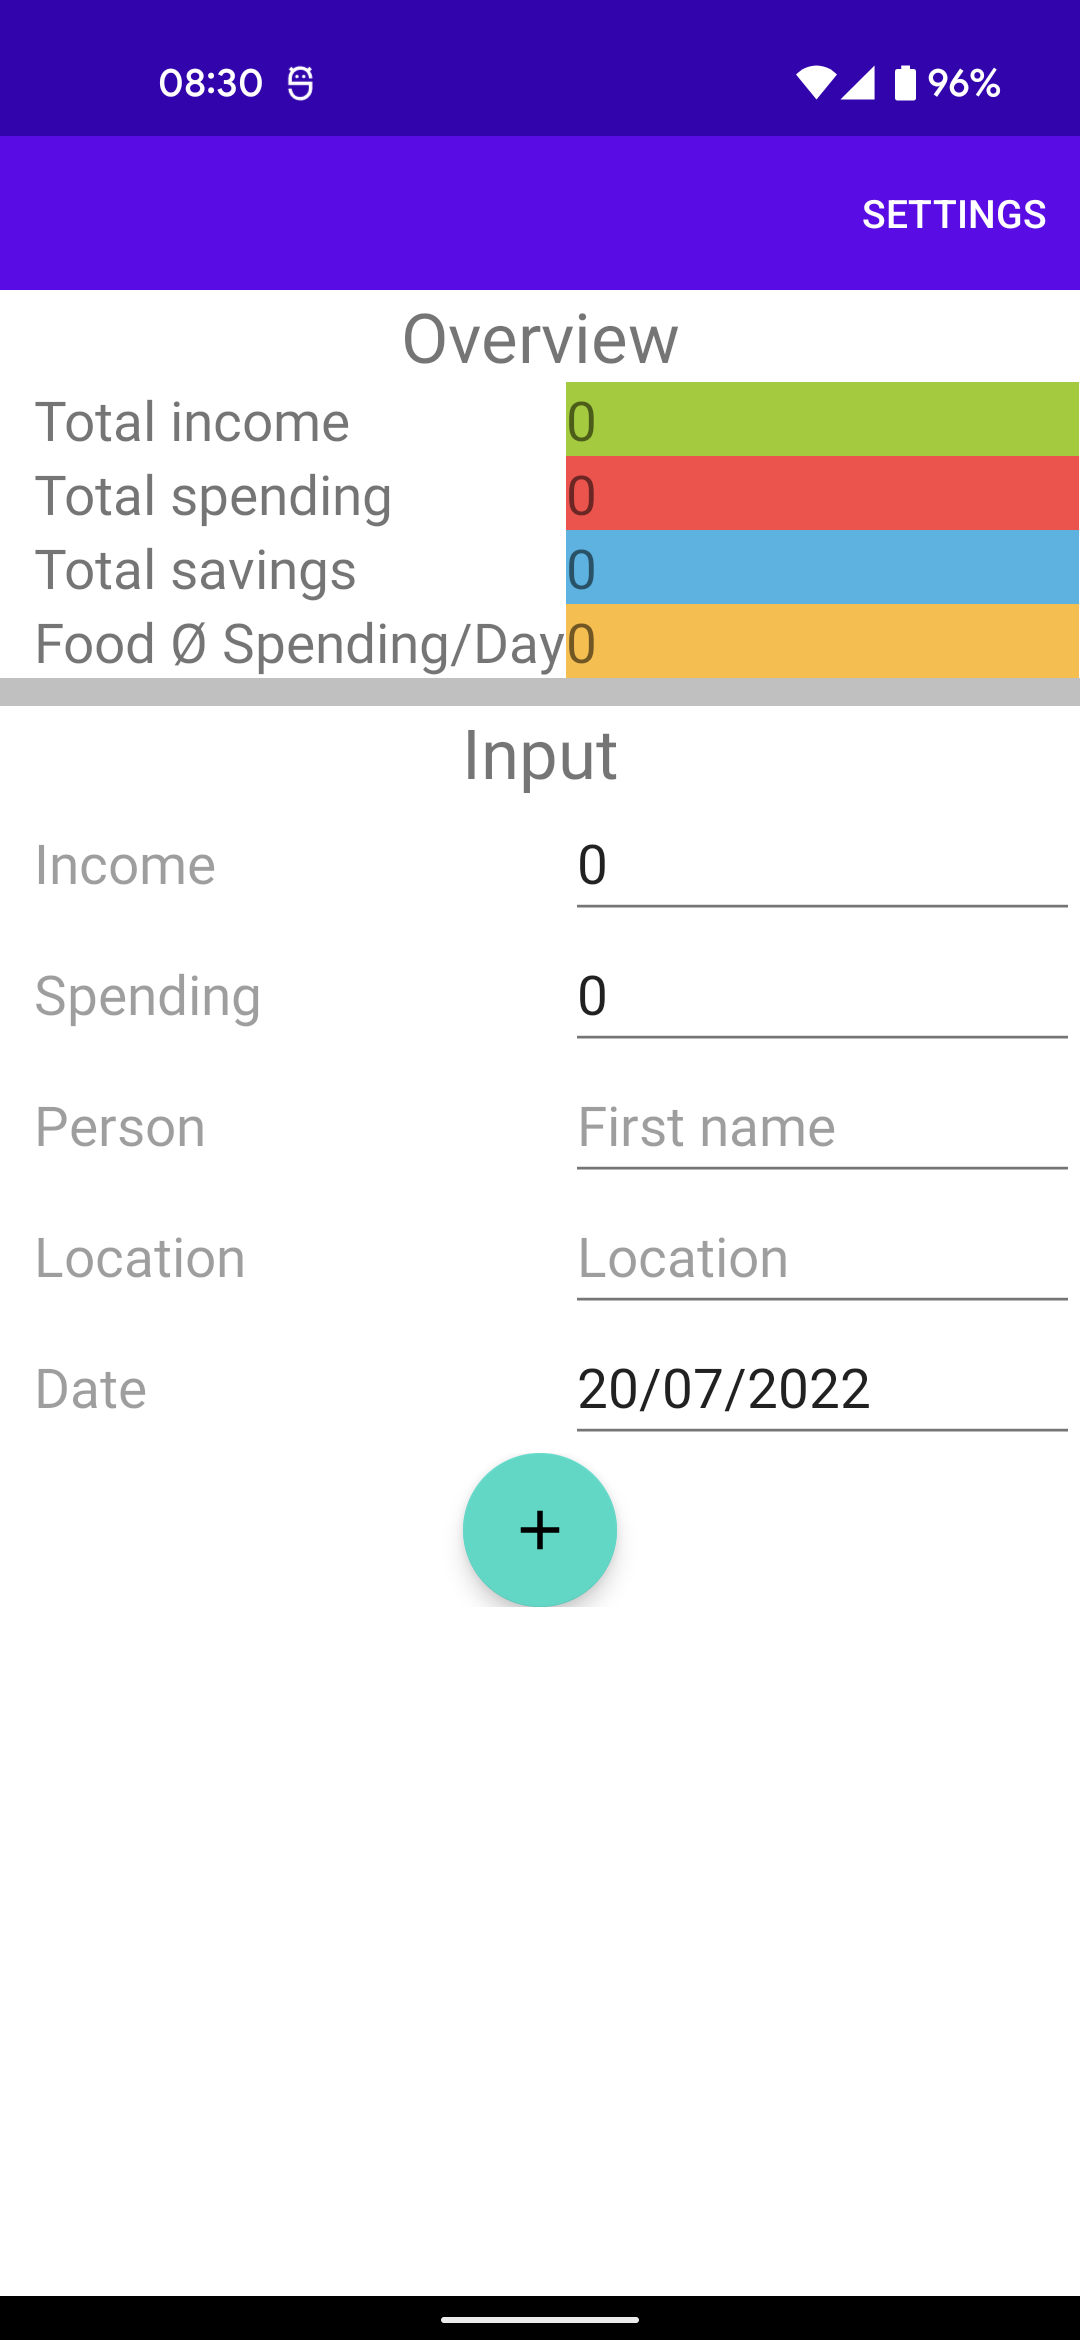 08:30 96%
SETTINGS
Overview
Total income 0
Total spending 0
Total savings 0
Food Ø Spending/Day 0
Input
Income 0
Spending 0
Person First name
Location Location
Date 20/07/2022
+